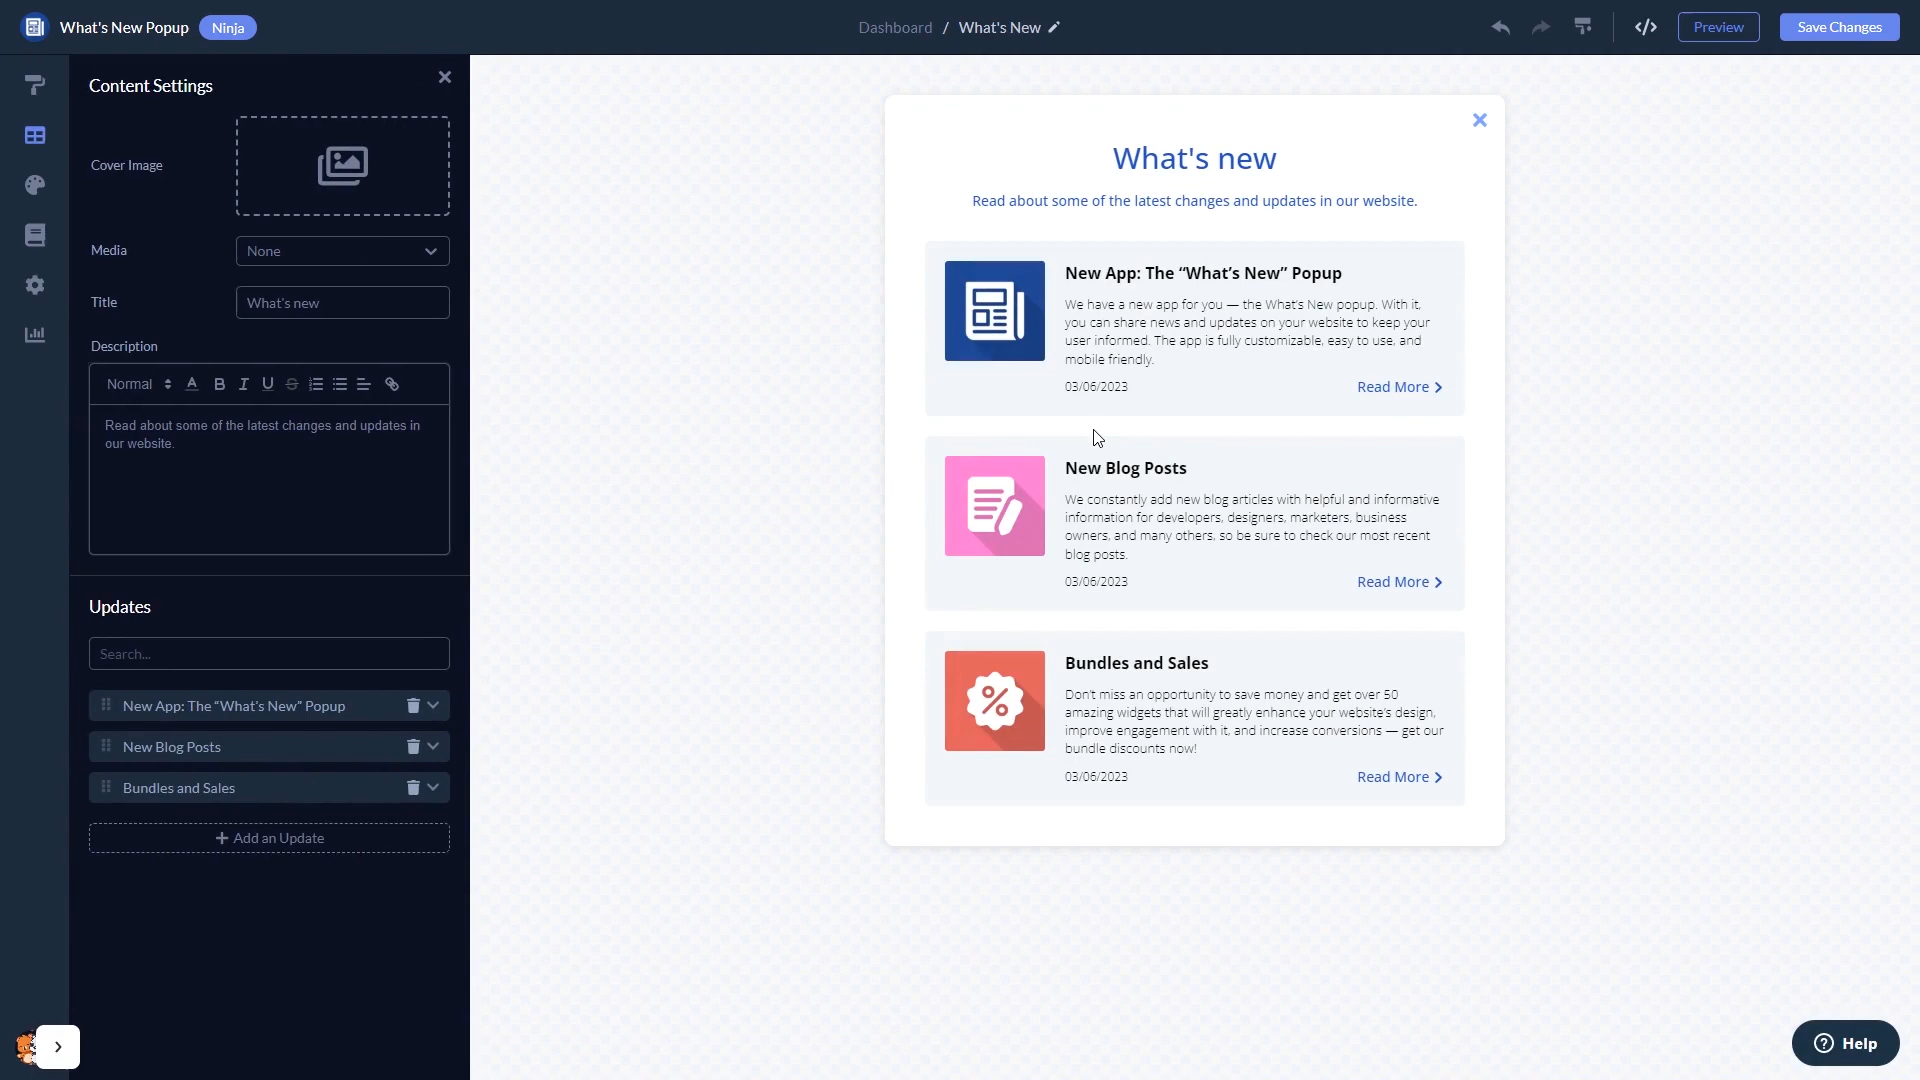 What's New Popup
Ninja
Dashboard / What's New
Preview
Save Changes
Content Settings
Cover Image
Media
None
Title
What's new
Description
Normal
Read about some of the latest changes and updates in
our website.
Updates
Search...
New App: The “What's New” Popup
New Blog Posts
Bundles and Sales
+ Add an Update
What's new
Read about some of the latest changes and updates in our website.
New App: The “What’s New” Popup
We have a new app for you — the What's New popup. With it,
you can share news and updates on your website to keep your
user informed. The app is fully customizable, easy to use, and
mobile friendly.
03/06/2023
Read More
New Blog Posts
We constantly add new blog articles with helpful and informative
information for developers, designers, marketers, business
owners, and many others, so be sure to check our most recent
blog posts.
03/06/2023
Read More
Bundles and Sales
Don't miss an opportunity to save money and get over 50
amazing widgets that will greatly enhance your website's design,
improve engagement with it, and increase conversions — get our
bundle discounts now!
03/06/2023
Read More
Help